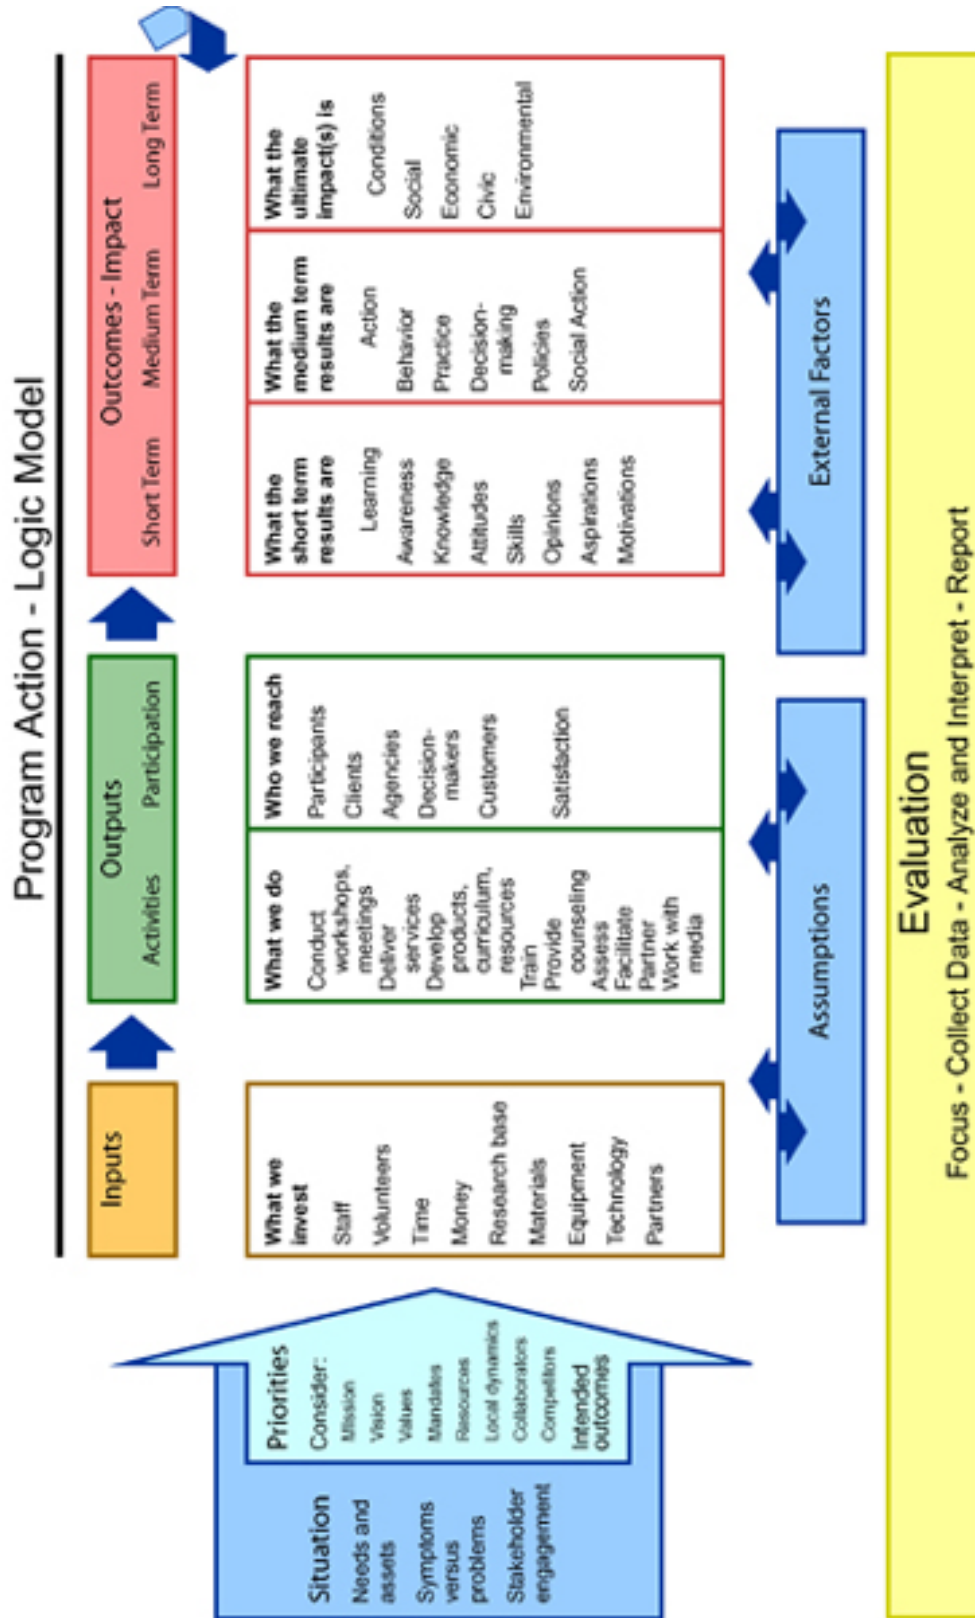 Program Action - Logic Model
Inputs
Outputs
Activities Participation
Outcomes - Impact
Short Term Medium Term Long Term
Situation
Needs and
assets
Symptoms
versus
problems
Stakeholder
engagement
Priorities
Consider:
Mission
Vision
Values
Mandates
Resources
Local dynamics
Collaborators
Competitors
Intended
outcomes
What we
invest
Staff
Volunteers
Time
Money
Research base
Materials
Equipment
Technology
Partners
What we do
Conduct
workshops,
meetings
Deliver
services
Develop
products,
curriculum,
resources
Train
Provide
counseling
Assess
Facilitate
Partner
Work with
media
Who we reach
Participants
Clients
Agencies
Decision-
makers
Customers
Satisfaction
What the
short term
results are
Learning
Awareness
Knowledge
Attitudes
Skills
Opinions
Aspirations
Motivations
What the
medium term
results are
Action
Behavior
Practice
Decision-
making
Policies
Social Action
What the
ultimate
impact(s) is
Conditions
Social
Economic
Civic
Environmental
Assumptions
External Factors
Evaluation
Focus - Collect Data - Analyze and Interpret - Report